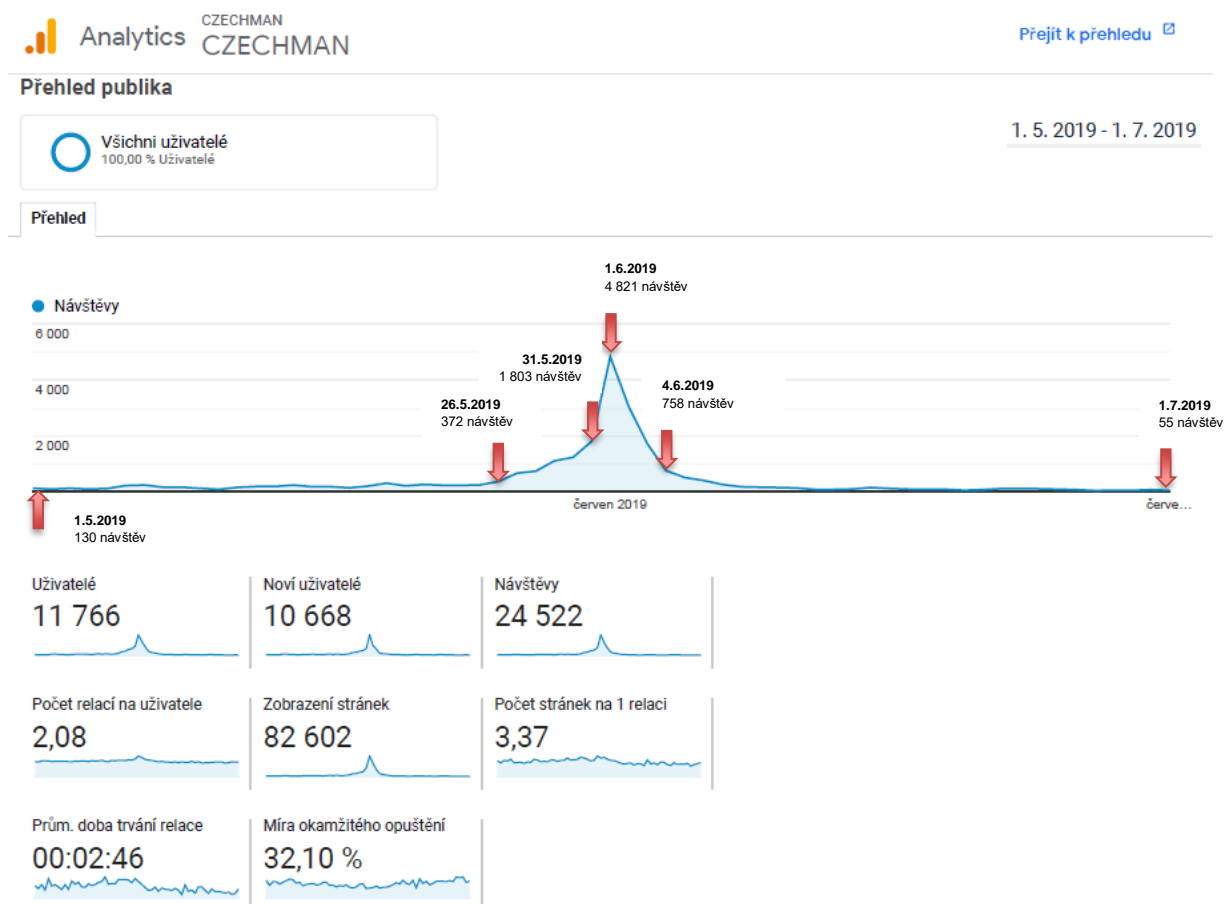 Analytics
CZECHMAN
CZECHMAN
Přejít k přehledu
Přehled publika
Všichni uživatelé
100,00 % Uživatelé
1. 5. 2019 - 1. 7. 2019
Přehled
1.6.2019
4 821 návštěv
Návštěvy
6 000
4 000
2 000
31.5.2019
1 803 návštěv
26.5.2019
372 návštěv
4.6.2019
758 návštěv
1.7.2019
55 návštěv
červen 2019
červe...
1.5.2019
130 návštěv
Uživatelé
11 766
Noví uživatelé
10 668
Návštěvy
24 522
Počet relací na uživatele
2,08
Zobrazení stránek
82 602
Počet stránek na 1 relaci
3,37
Prům. doba trvání relace
00:02:46
Míra okamžitého opuštění
32,10 %